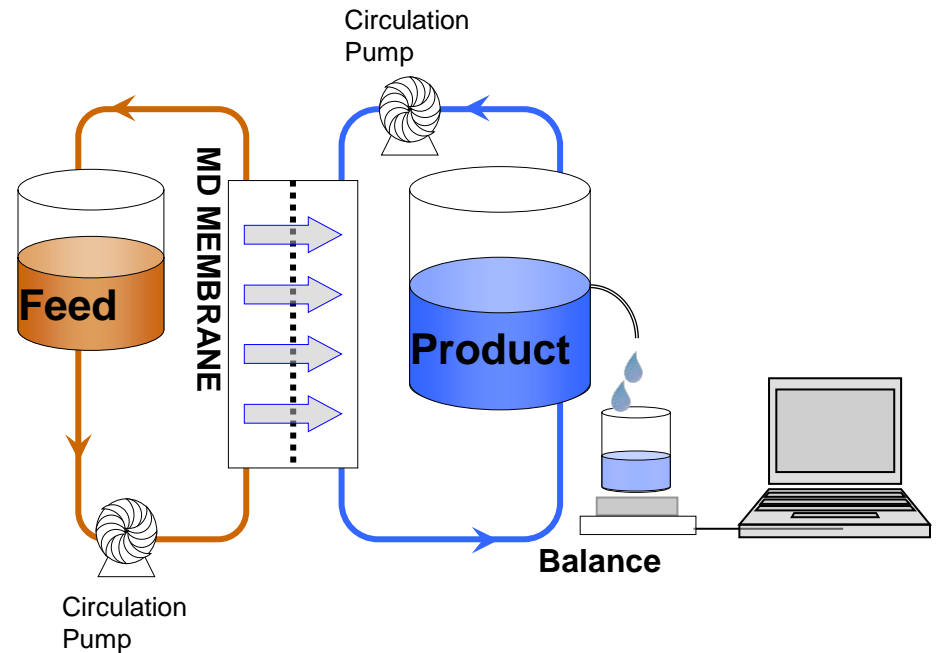 Circulation
Pump
MD MEMBRANE
Feed
Product
Balance
Circulation
Pump